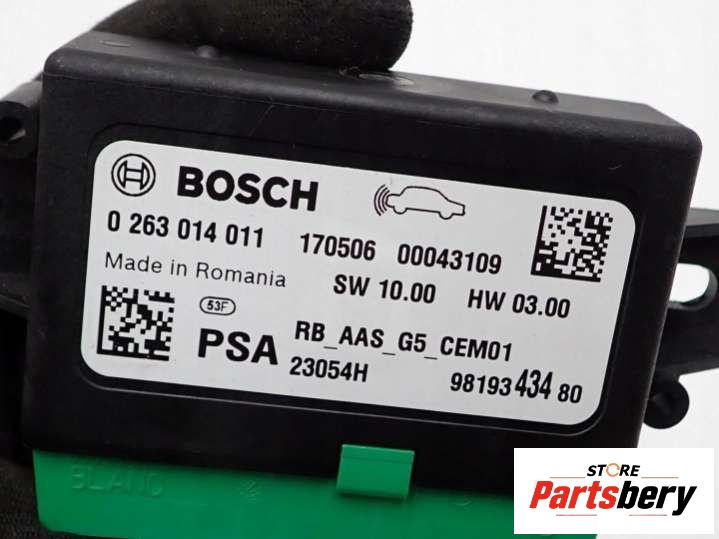 BOSCH
0 263 014 011 170506 00043109
Made in Romania SW 10.00 HW 03.00
53F
PSA RB_AAS_G5_CEM01
23054H 98193 434 80
BLANC
STORE
Partsbery